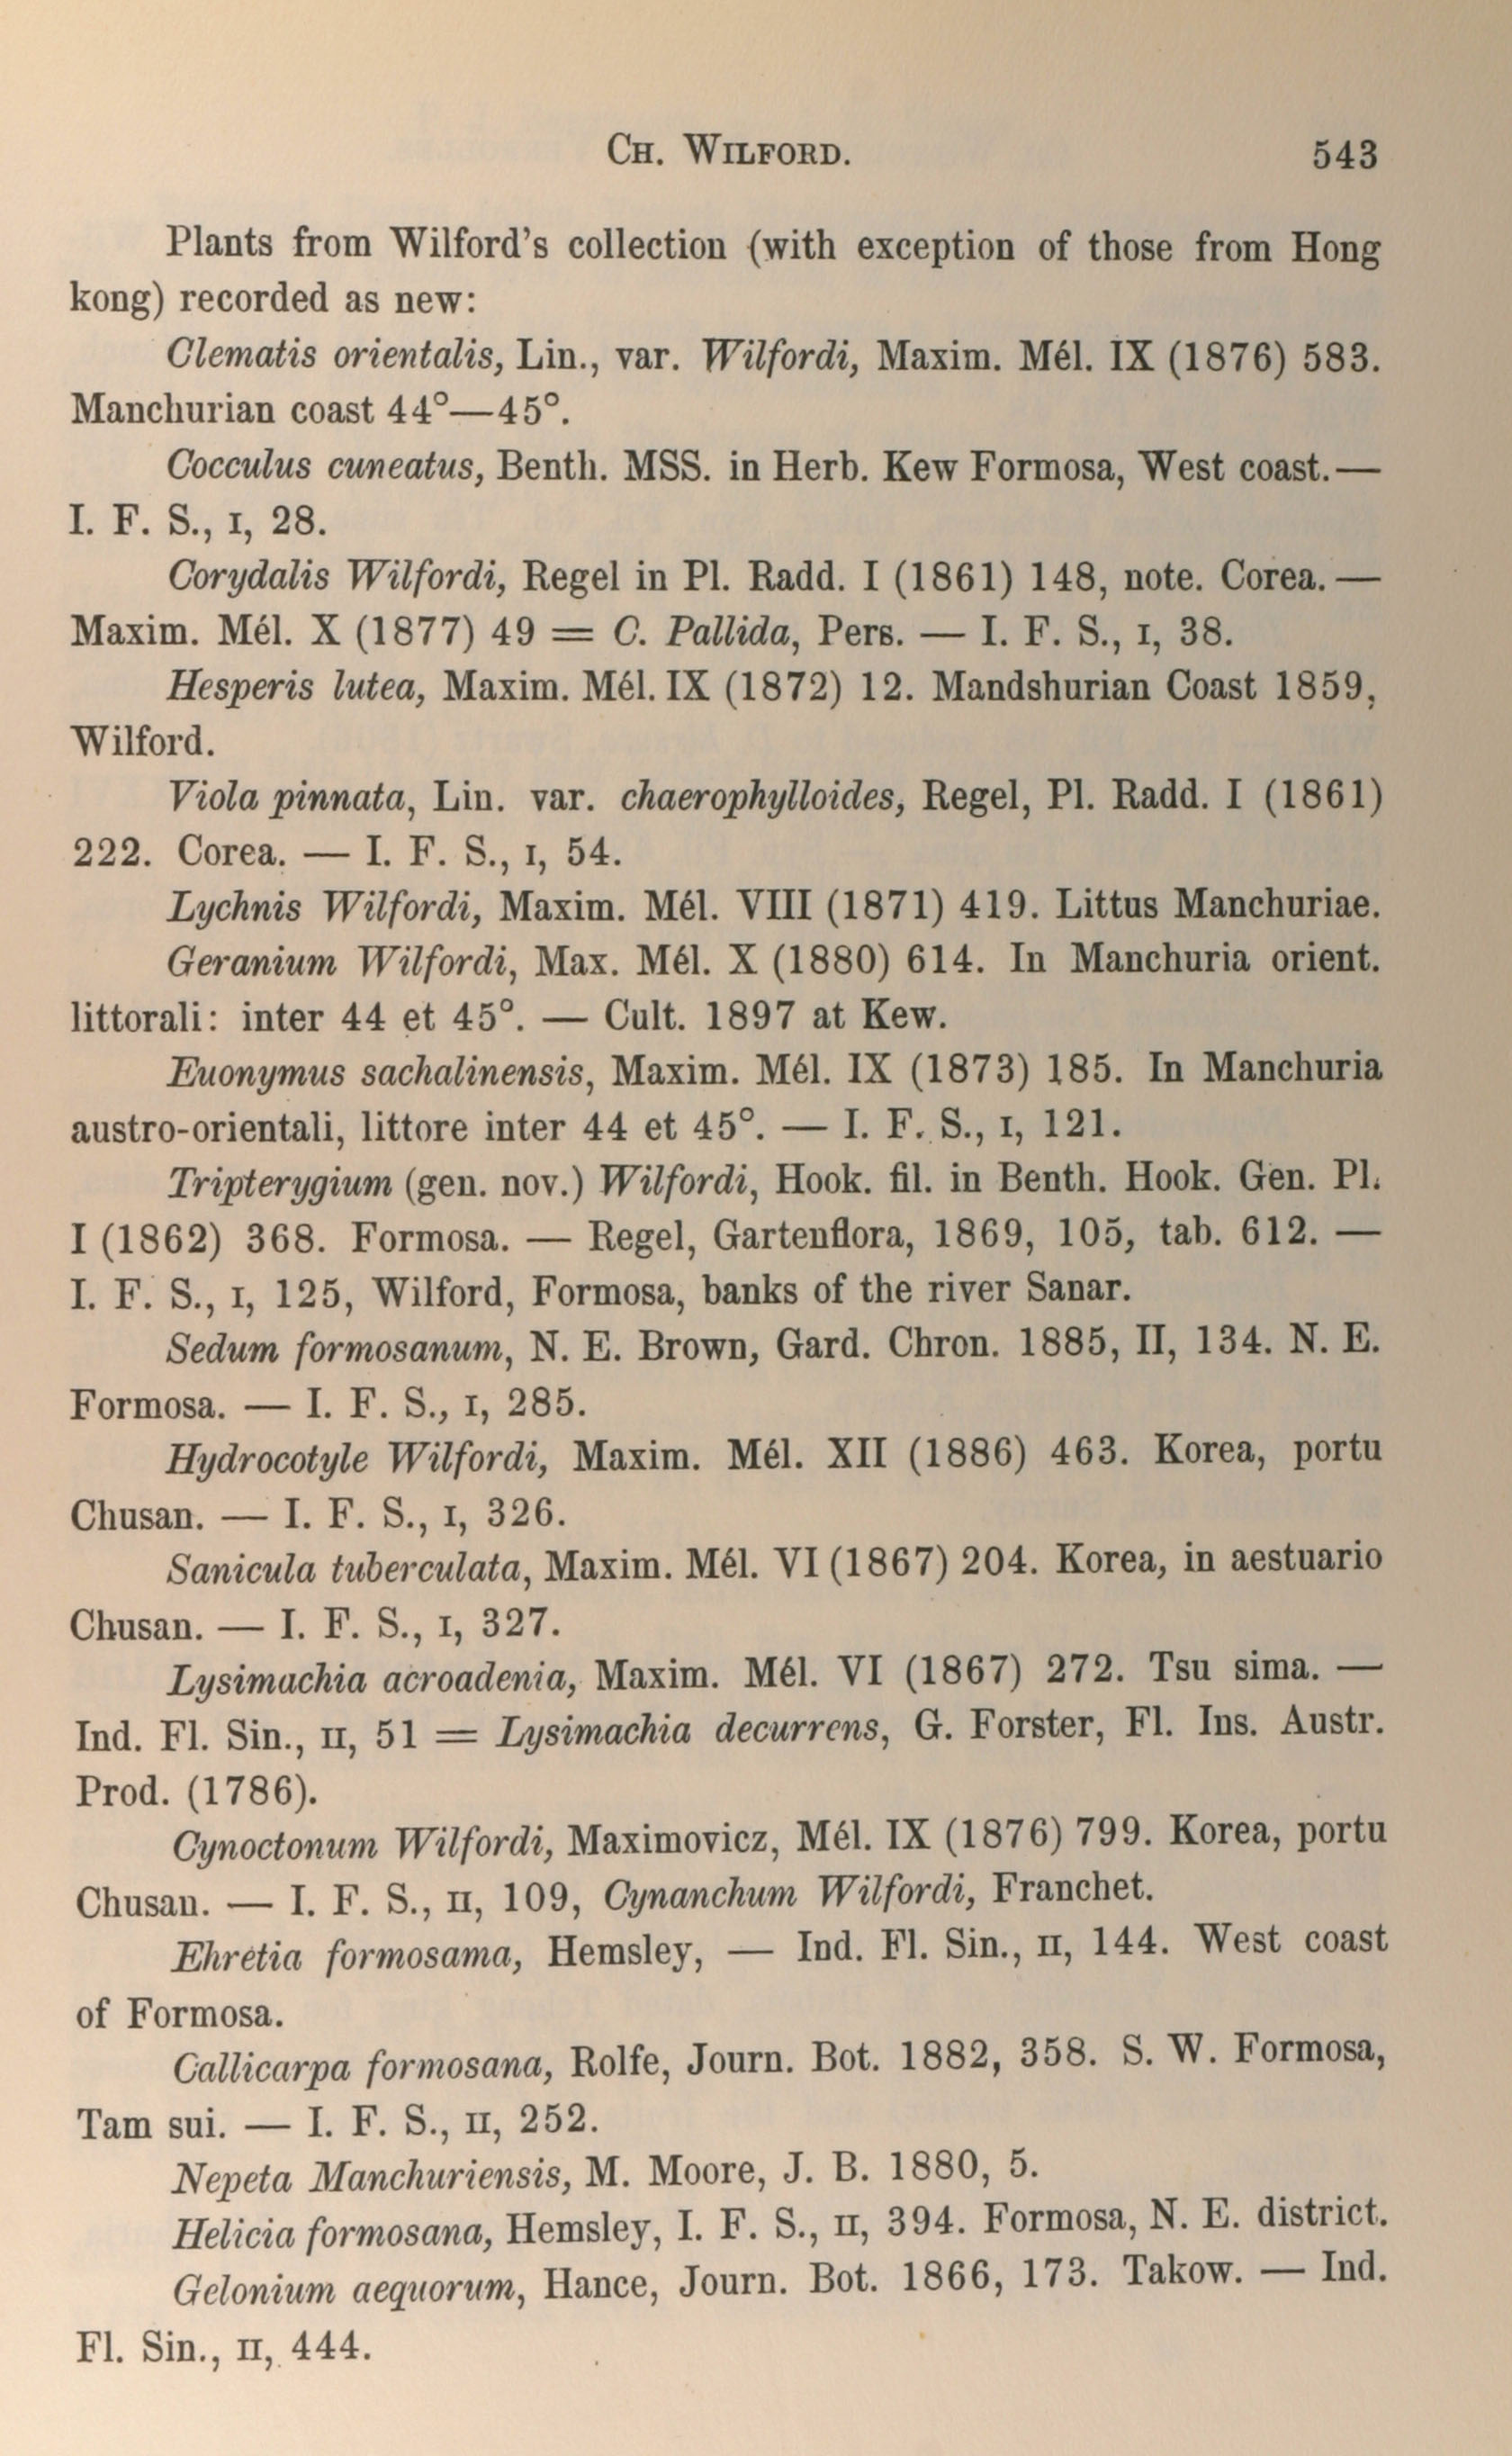 CH. WILFORD. 543
Plants from Wilford's collection (with exception of those from Hong
kong) recorded as new:
Clematis orientalis, Lin., var. Wilfordi, Maxim. Mél. IX (1876) 583.
Manchurian coast 44°—45°.
Cocculus cuneatus, Benth. MSS. in Herb. Kew Formosa, West coast. —
I. F. S., I, 28.
Corydalis Wilfordi, Regel in Pl. Radd. I (1861) 148, note. Corea. —
Maxim. Mél. X (1877) 49 = C. Pallida, Pers. — I. F. S., I, 38.
Hesperis lutea, Maxim. Mél. IX (1872) 12. Mandshurian Coast 1859,
Wilford.
Viola pinnata, Lin. var. chaerophylloides, Regel, Pl. Radd. I (1861)
222. Corea. — I. F. S., I, 54.
Lychnis Wilfordi, Maxim. Mél. VIII (1871) 419. Littus Manchuriae.
Geranium Wilfordi, Max. Mél. X (1880) 614. In Manchuria orient.
littorali: inter 44 et 45°. — Cult. 1897 at Kew.
Euonymus sachalinensis, Maxim. Mél. IX (1873) 185. In Manchuria
austro-orientali, littore inter 44 et 45°. — I. F. S., I, 121.
Tripterygium (gen. nov.) Wilfordi, Hook. fil. in Benth. Hook. Gen. Pl.
I (1862) 368. Formosa. — Regel, Gartenflora, 1869, 105, tab. 612. —
I. F. S., I, 125, Wilford, Formosa, banks of the river Sanar.
Sedum formosanum, N. E. Brown, Gard. Chron. 1885, II, 134. N. E.
Formosa. — I. F. S., I, 285.
Hydrocotyle Wilfordi, Maxim. Mél. XII (1886) 463. Korea, portu
Chusan. — I. F. S., I, 326.
Sanicula tuberculata, Maxim. Mél. VI (1867) 204. Korea, in aestuario
Chusan. — I. F. S., I, 327.
Lysimachia acroadenia, Maxim. Mél. VI (1867) 272. Tsu sima. —
Ind. Fl. Sin., II, 51 = Lysimachia decurrens, G. Forster, Fl. Ins. Austr.
Prod. (1786).
Cynoctonum Wilfordi, Maximovicz, Mél. IX (1876) 799. Korea, portu
Chusan. — I. F. S., II, 109, Cynanchum Wilfordi, Franchet.
Ehretia formosama, Hemsley, — Ind. Fl. Sin., II, 144. West coast
of Formosa.
Callicarpa formosana, Rolfe, Journ. Bot. 1882, 358. S. W. Formosa,
Tam sui. — I. F. S., II, 252.
Nepeta Manchuriensis, M. Moore, J. B. 1880, 5.
Helicia formosana, Hemsley, I. F. S., II, 394. Formosa, N. E. district.
Gelonium aequorum, Hance, Journ. Bot. 1866, 173. Takow. — Ind.
Fl. Sin., II, 444.